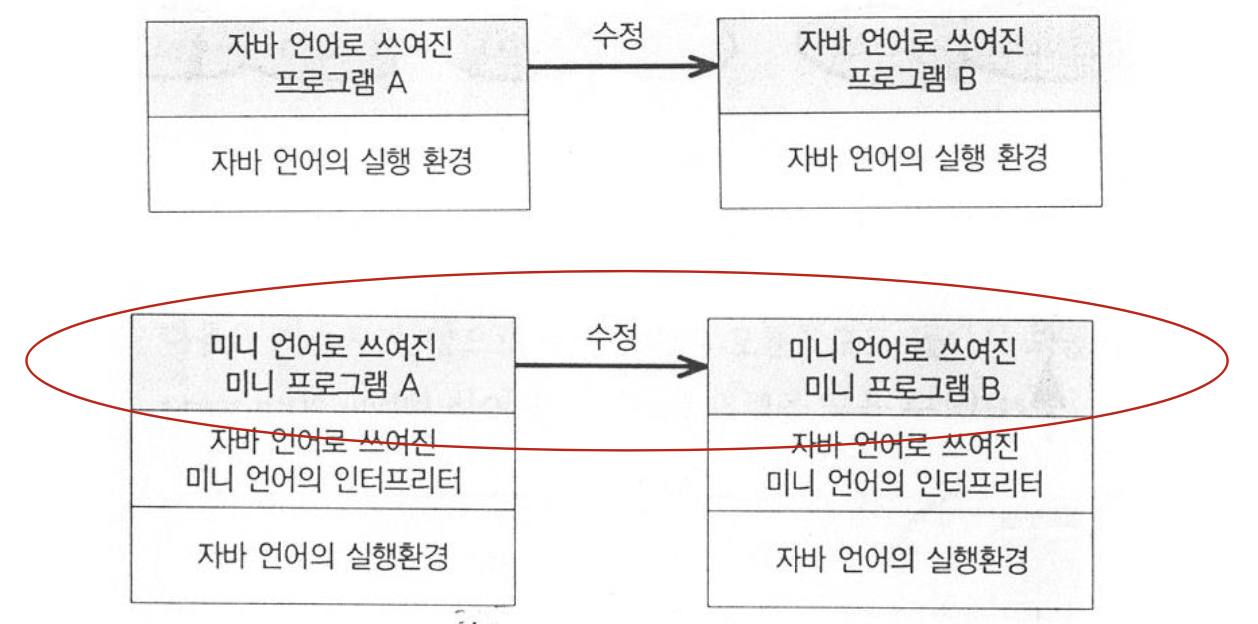 자바 언어로 쓰여진
프로그램 A
수정
자바 언어로 쓰여진
프로그램 B
자바 언어의 실행 환경
자바 언어의 실행 환경
미니 언어로 쓰여진
미니 프로그램 A
수정
미니 언어로 쓰여진
미니 프로그램 B
자바 언어로 쓰여진
미니 언어의 인터프리터
자바 언어로 쓰여진
미니 언어의 인터프리터
자바 언어의 실행환경
자바 언어의 실행환경